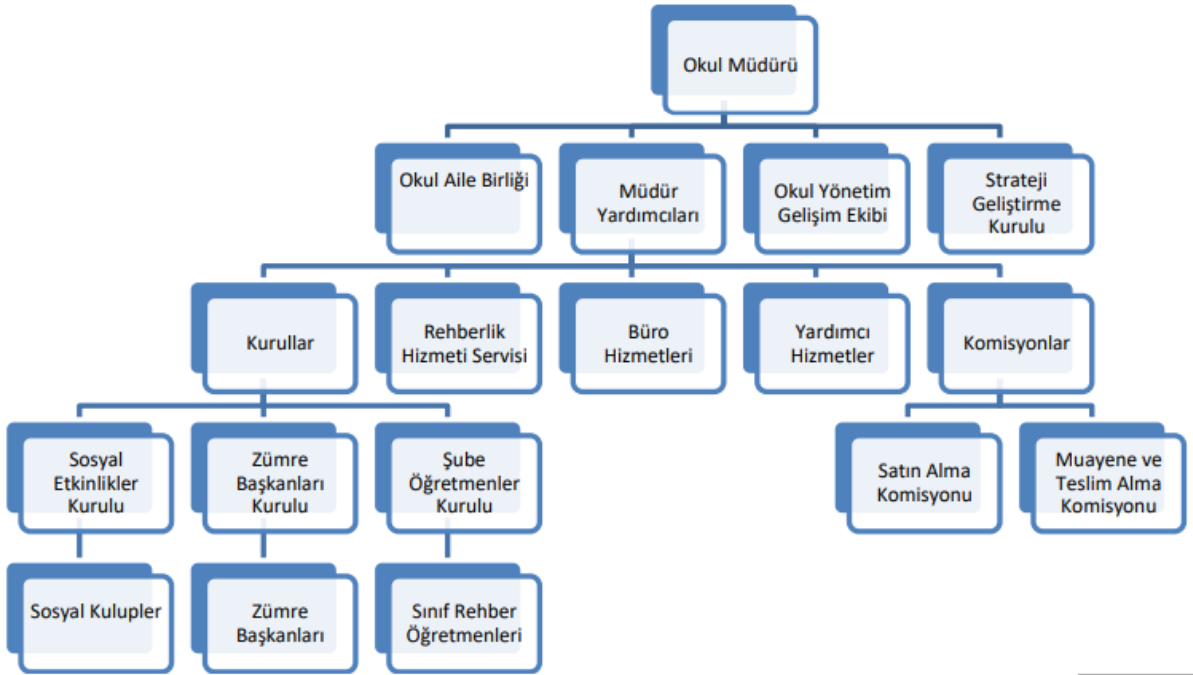 Okul Müdürü
Okul Aile Birliği
Müdür
Yardımcıları
Okul Yönetim
Gelişim Ekibi
Strateji
Geliştirme
Kurulu
Kurullar
Rehberlik
Hizmeti Servisi
Büro
Hizmetleri
Yardımcı
Hizmetler
Komisyonlar
Sosyal
Etkinlikler
Kurulu
Zümre
Başkanları
Kurulu
Şube
Öğretmenler
Kurulu
Satın Alma
Komisyonu
Muayene ve
Teslim Alma
Komisyonu
Sosyal Kulupler
Zümre
Başkanları
Sınıf Rehber
Öğretmenleri